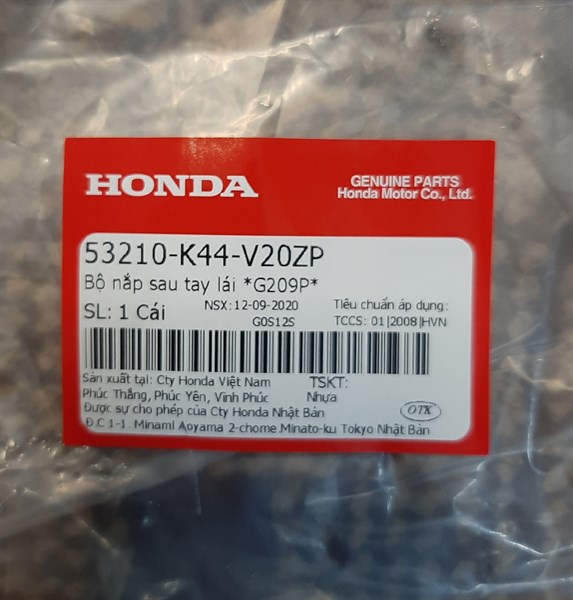 HONDA
GENUINE PARTS
Honda Motor Co., Ltd.
53210-K44-V20ZP
Bộ nắp sau tay lái *G209P*
SL: 1 Cái NSX: 12-09-2020 Tiêu chuẩn áp dụng:
G0S12S TCCS: 01|2008|HVN
Sản xuất tại: Cty Honda Việt Nam TSKT:
Phúc Thắng, Phúc Yên, Vĩnh Phúc Nhựa
Được sự cho phép của Cty Honda Nhật Bản OTK
Đ.C 1-1. Minami Aoyama 2-chome Minato-ku Tokyo Nhật Bản